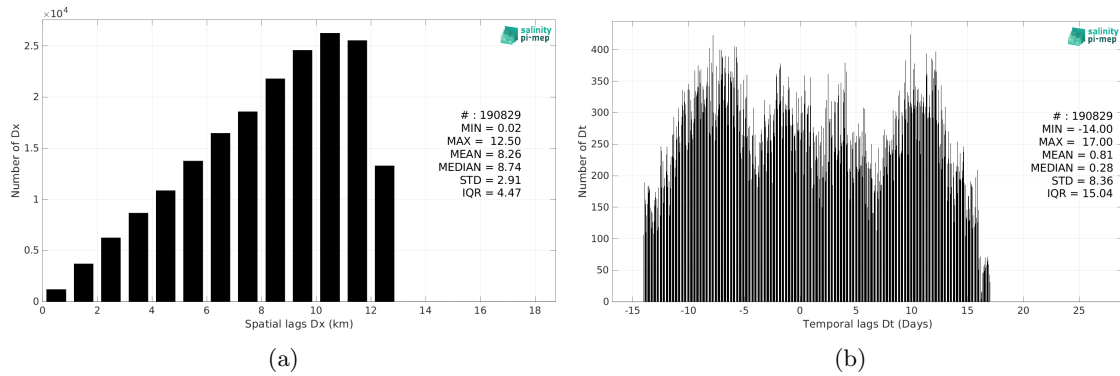 ×10⁴
2.5
2
1.5
1
0.5
0
Number of Dx
0 2 4 6 8 10 12 14 16 18
Spatial lags Dx (km)
salinity
pi-mep
# : 190829
MIN = 0.02
MAX = 12.50
MEAN = 8.26
MEDIAN = 8.74
STD = 2.91
IQR = 4.47
(a)
400
350
300
250
200
150
100
50
0
Number of Dt
-15 -10 -5 0 5 10 15 20 25
Temporal lags Dt (Days)
salinity
pi-mep
# : 190829
MIN = -14.00
MAX = 17.00
MEAN = 0.81
MEDIAN = 0.28
STD = 8.36
IQR = 15.04
(b)